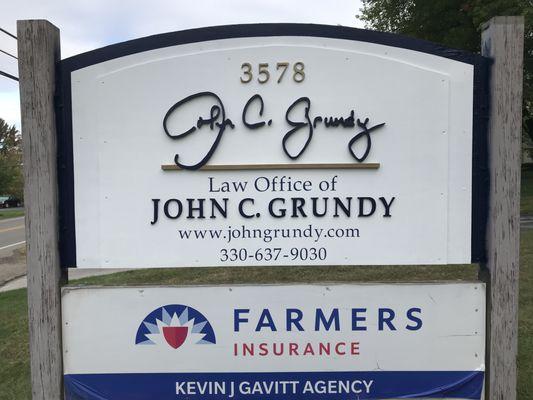 3578
John C. Grundy
Law Office of
JOHN C. GRUNDY
www.johngrundy.com
330-637-9030
FARMERS
INSURANCE
KEVIN J GAVITT AGENCY